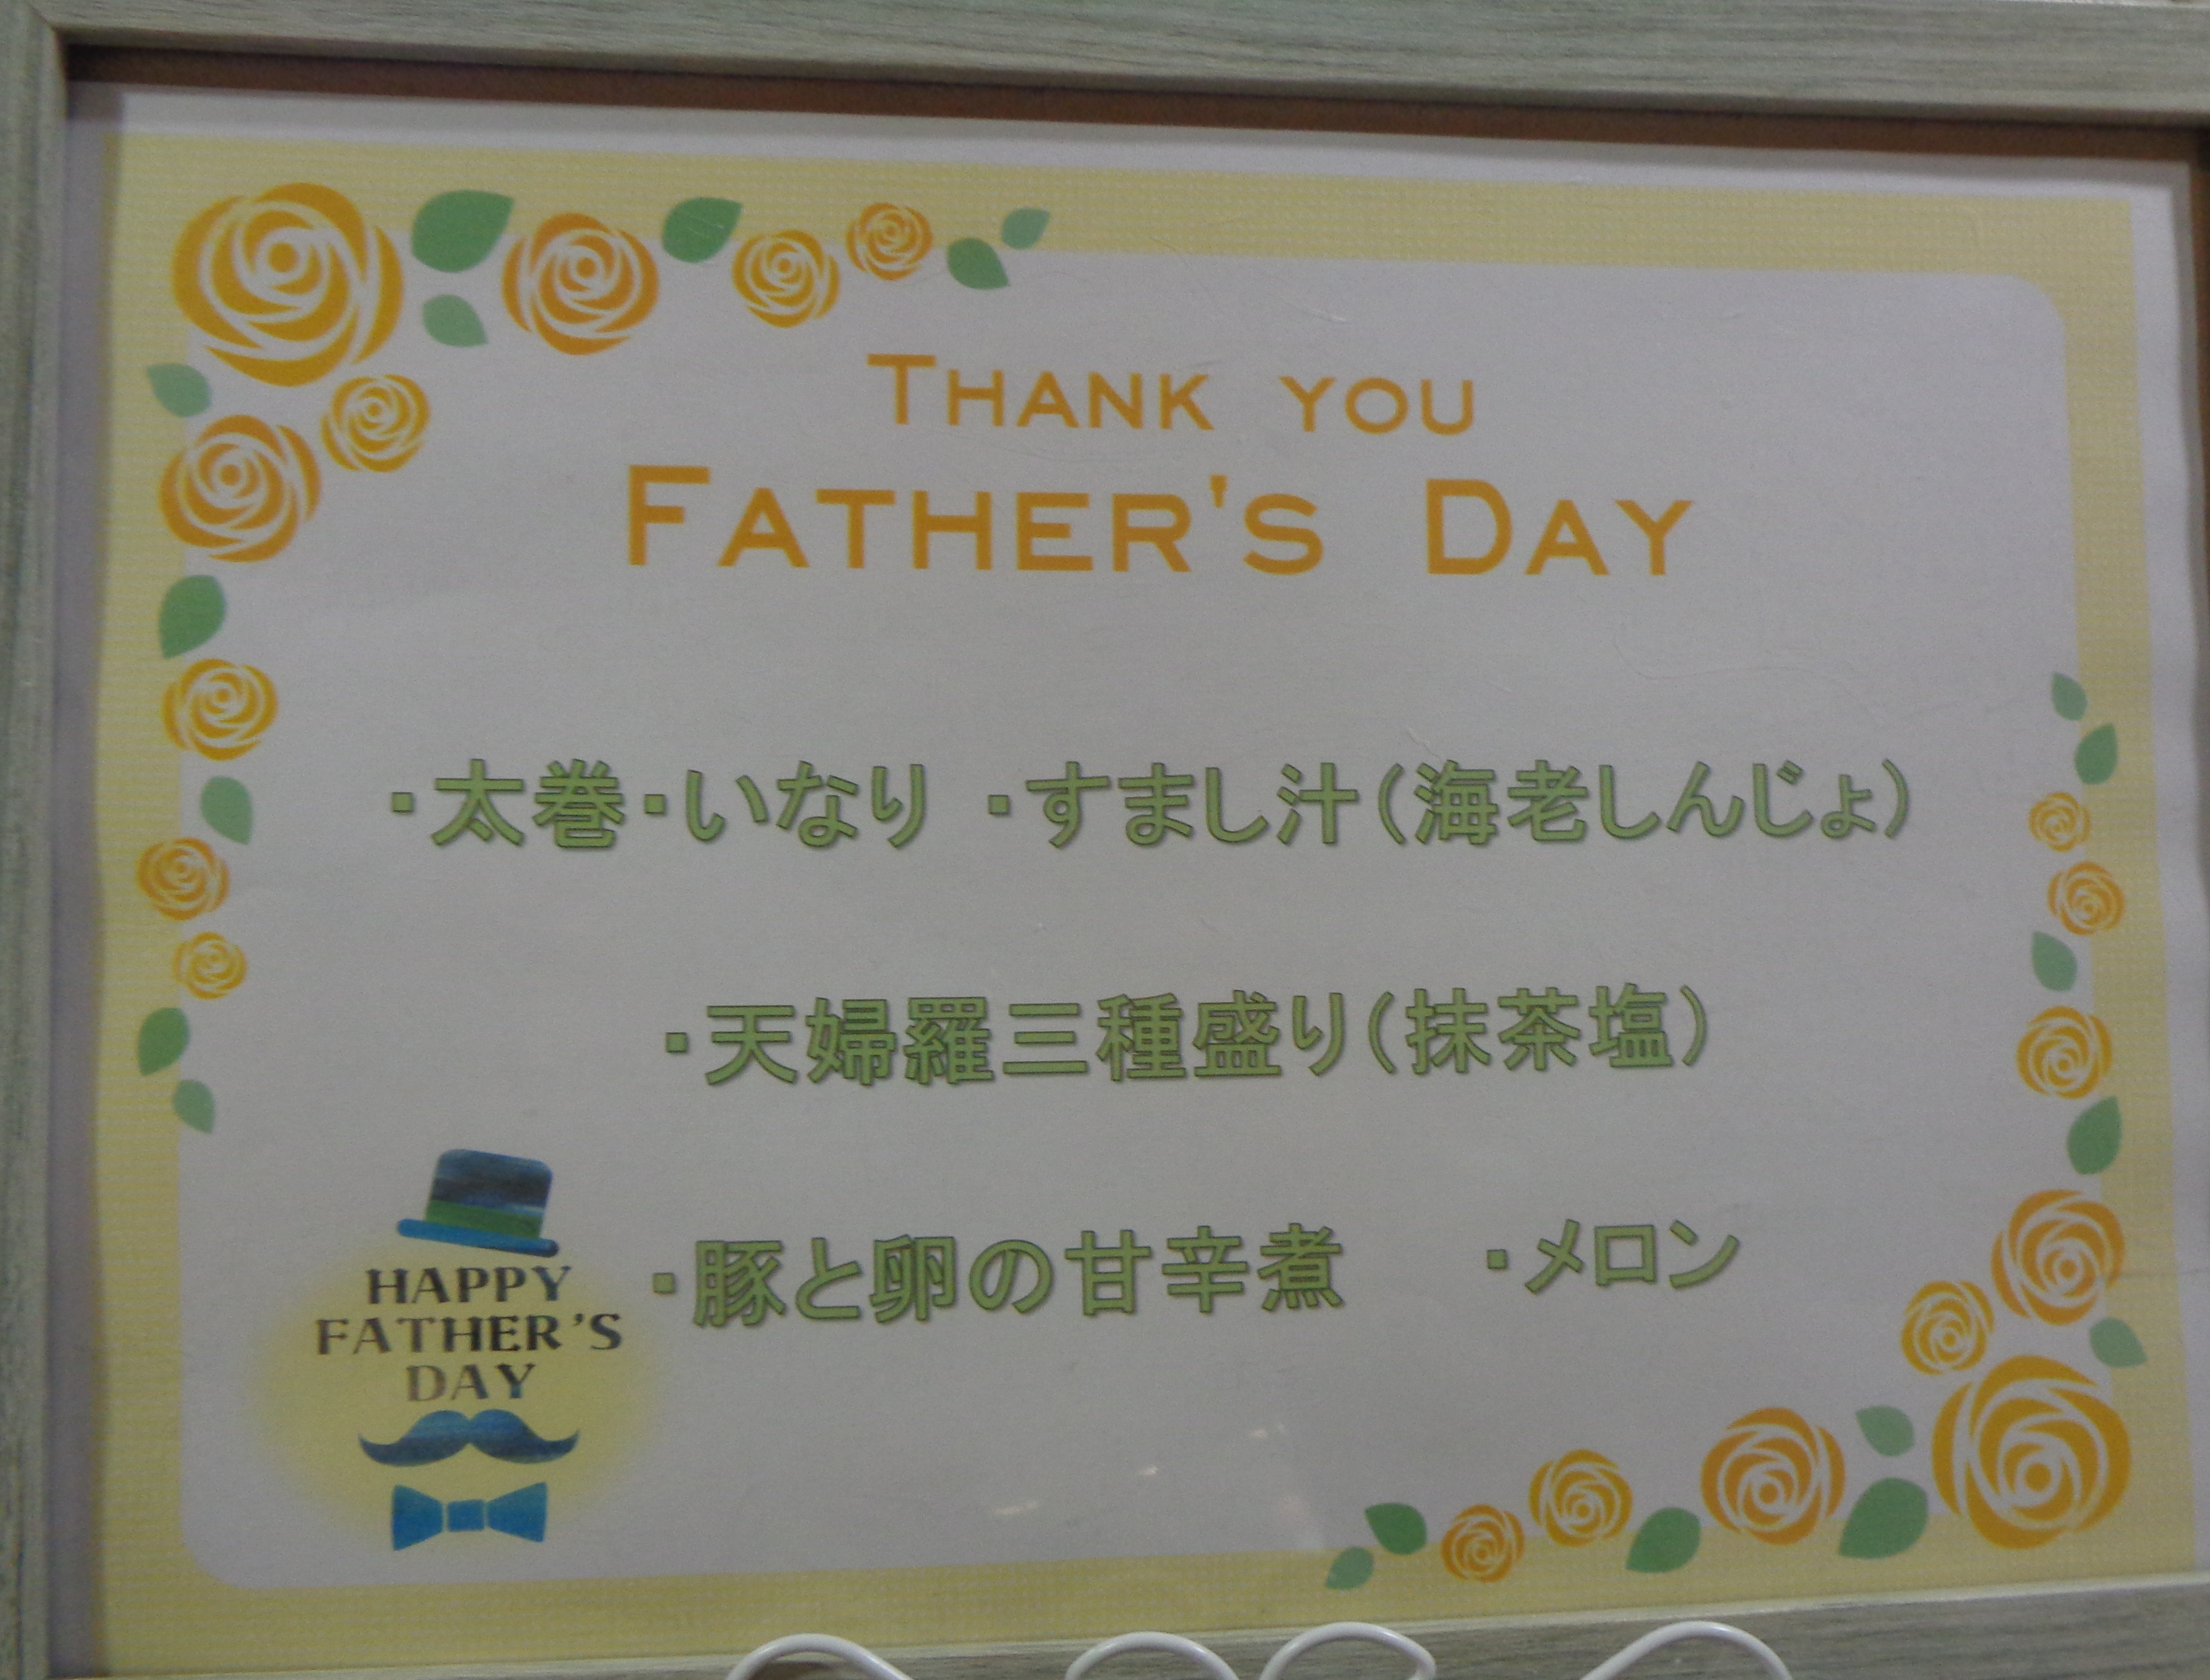 THANK YOU
FATHER'S DAY
・太巻・いなり ・すまし汁(海老しんじょ)
・天婦羅三種盛り(抹茶塩)
・豚と卵の甘辛煮 ・メロン
HAPPY
FATHER'S
DAY